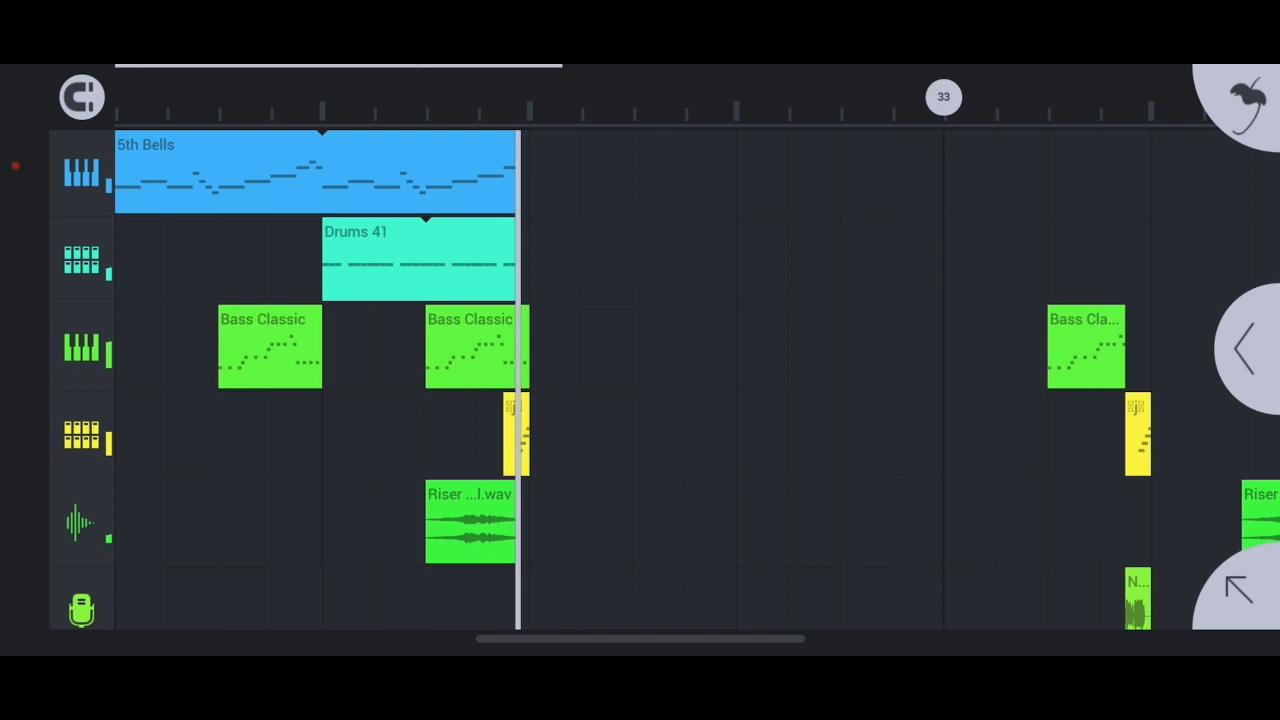 33
5th Bells
Drums 41
Bass Classic
Bass Classic
Bass Cla...
Riser ...l.wav
Riser
N...